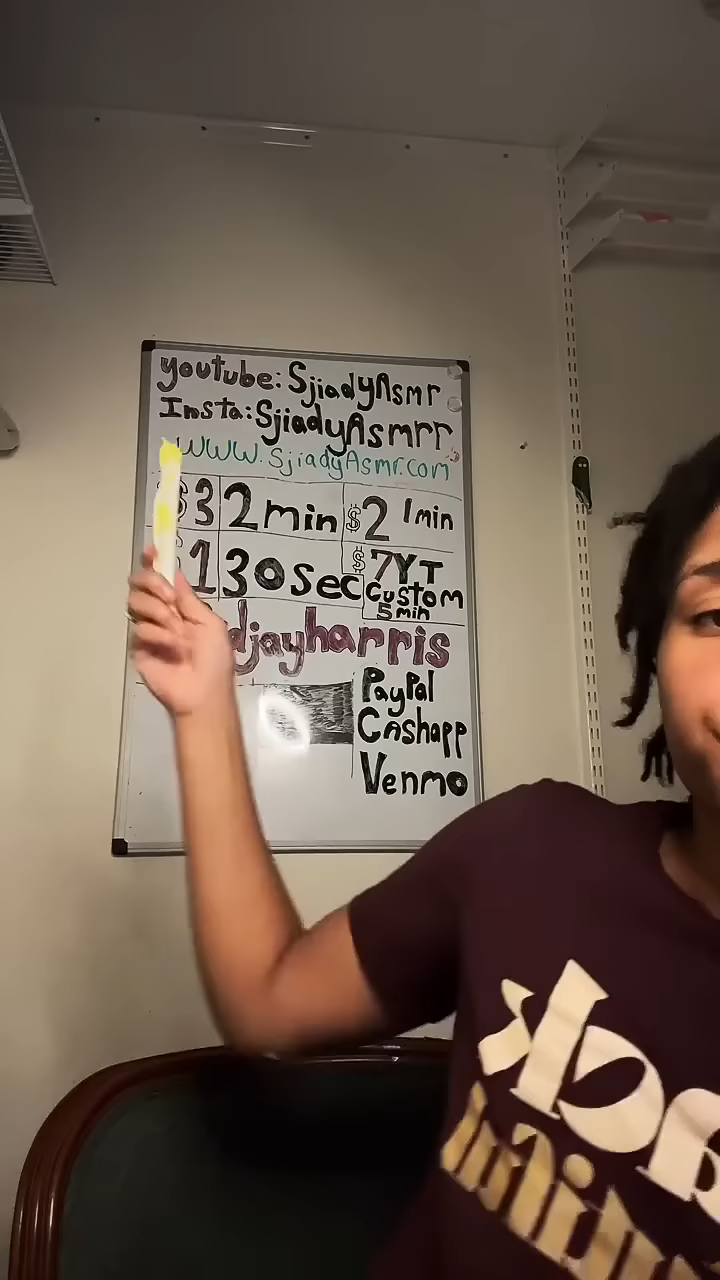 youtube: SjiadyAsmr
Insta: SjiadyAsmrr
WWW.SjiadyAsmr.com
$3 2min $2 1min
$1 30sec $7YT
Custom
5min
djayharris
PayPal
Cashapp
Venmo